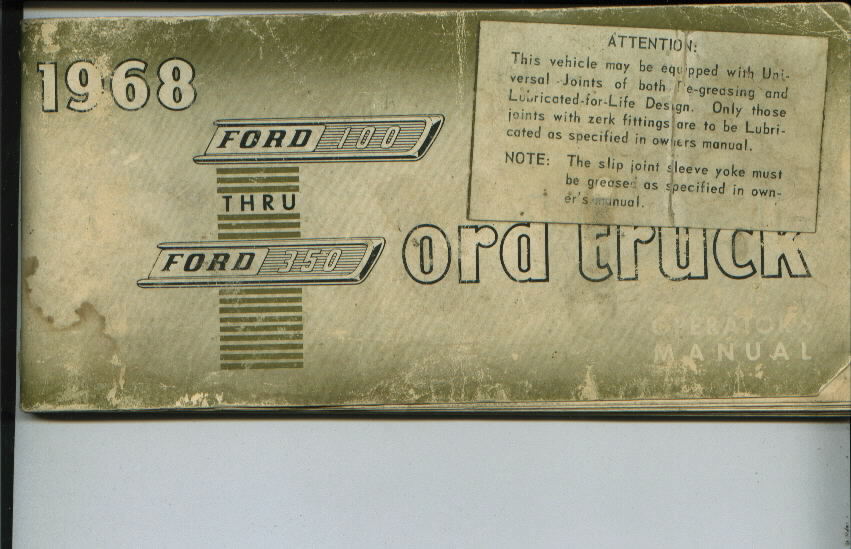 1968
FORD 100
THRU
FORD 350
ord truck
OPERATOR'S
MANUAL
ATTENTION:
This vehicle may be equipped with Uni-
versal Joints of both Re-greasing and
Lubricated-for-Life Design. Only those
joints with zerk fittings are to be Lubri-
cated as specified in owners manual.
NOTE: The slip joint sleeve yoke must
be greased as specified in own-
er's manual.